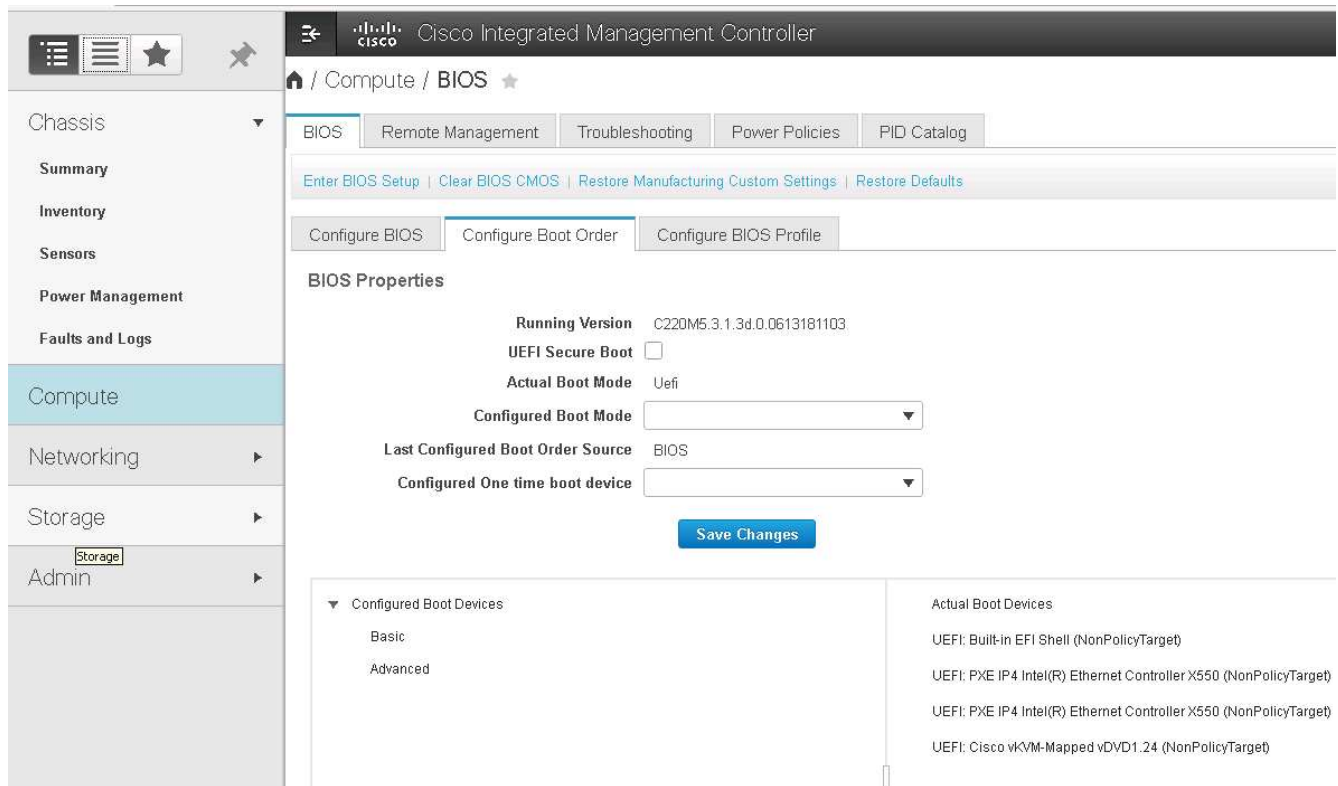 cisco Cisco Integrated Management Controller
/ Compute / BIOS
Chassis
Summary
Inventory
Sensors
Power Management
Faults and Logs
Compute
Networking
Storage
Storage
Admin
BIOS Remote Management Troubleshooting Power Policies PID Catalog
Enter BIOS Setup | Clear BIOS CMOS | Restore Manufacturing Custom Settings | Restore Defaults
Configure BIOS Configure Boot Order Configure BIOS Profile
BIOS Properties
Running Version C220M5.3.1.3d.0.0613181103
UEFI Secure Boot
Actual Boot Mode Uefi
Configured Boot Mode
Last Configured Boot Order Source BIOS
Configured One time boot device
Save Changes
Configured Boot Devices
Basic
Advanced
Actual Boot Devices
UEFI: Built-in EFI Shell (NonPolicyTarget)
UEFI: PXE IP4 Intel(R) Ethernet Controller X550 (NonPolicyTarget)
UEFI: PXE IP4 Intel(R) Ethernet Controller X550 (NonPolicyTarget)
UEFI: Cisco vKVM-Mapped vDVD1.24 (NonPolicyTarget)